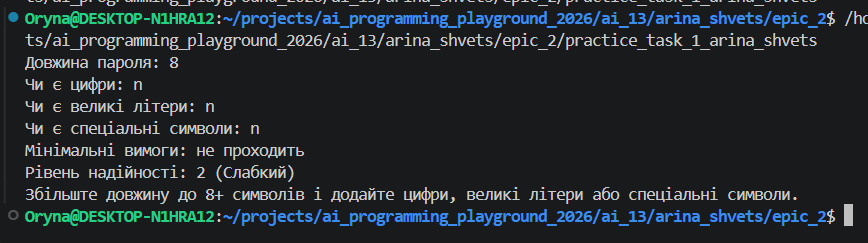 Oryna@DESKTOP-N1HRA12:~/projects/ai_programming_playground_2026/ai_13/arina_shvets/epic_2$ /ho
ts/ai_programming_playground_2026/ai_13/arina_shvets/epic_2/practice_task_1_arina_shvets
Довжина пароля: 8
Чи є цифри: n
Чи є великі літери: n
Чи є спеціальні символи: n
Мінімальні вимоги: не проходить
Рівень надійності: 2 (Слабкий)
Збільште довжину до 8+ символів і додайте цифри, великі літери або спеціальні символи.
Oryna@DESKTOP-N1HRA12:~/projects/ai_programming_playground_2026/ai_13/arina_shvets/epic_2$